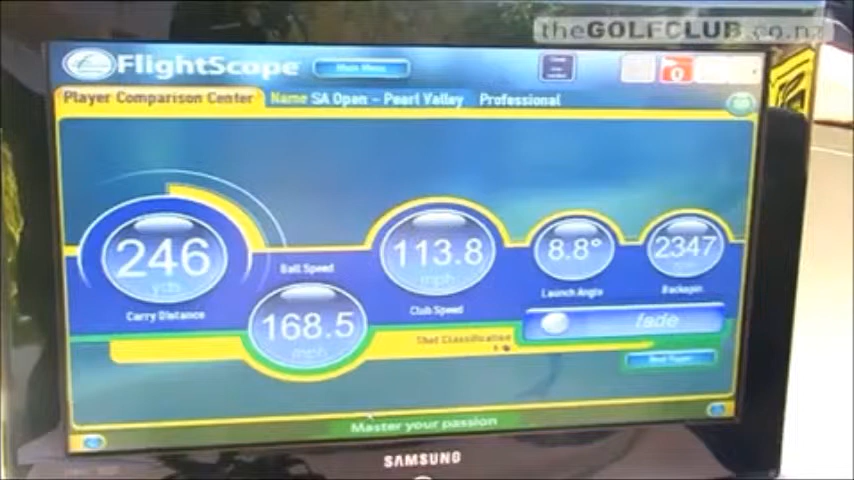 theGOLFCLUB.co.nz
FlightScope
Main Menu
0
Player Comparison Center Name SA Open - Pearl Valley Professional
246
yds
Carry Distance
Ball Speed
168.5
mph
113.8
mph
Club Speed
8.8°
Launch Angle
2347
Backspin
Shot Classification
fade
Master your passion
SAMSUNG